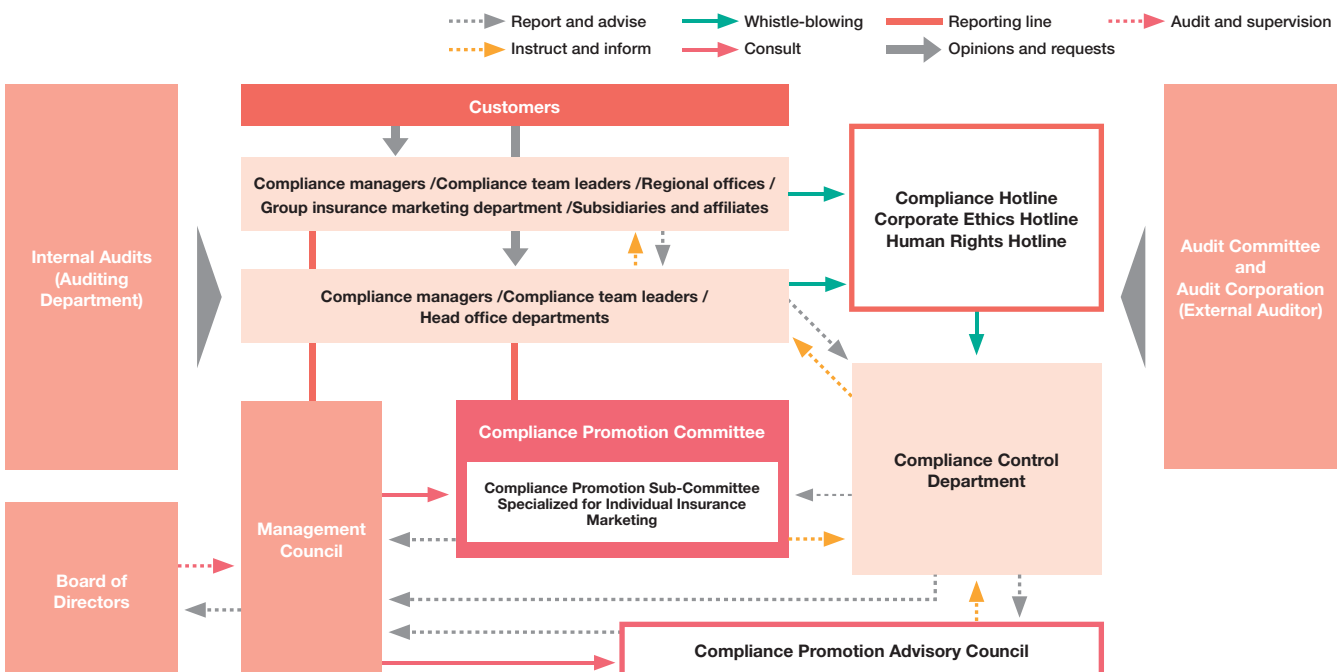 Report and advise
Whistle-blowing
Reporting line
Audit and supervision
Instruct and inform
Consult
Opinions and requests
Customers
Compliance managers /Compliance team leaders /Regional offices /
Group insurance marketing department /Subsidiaries and affiliates
Compliance Hotline
Corporate Ethics Hotline
Human Rights Hotline
Internal Audits
(Auditing
Department)
Audit Committee
and
Audit Corporation
(External Auditor)
Compliance managers /Compliance team leaders /
Head office departments
Compliance Promotion Committee
Compliance Control
Department
Compliance Promotion Sub-Committee
Specialized for Individual Insurance
Marketing
Management
Council
Board of
Directors
Compliance Promotion Advisory Council